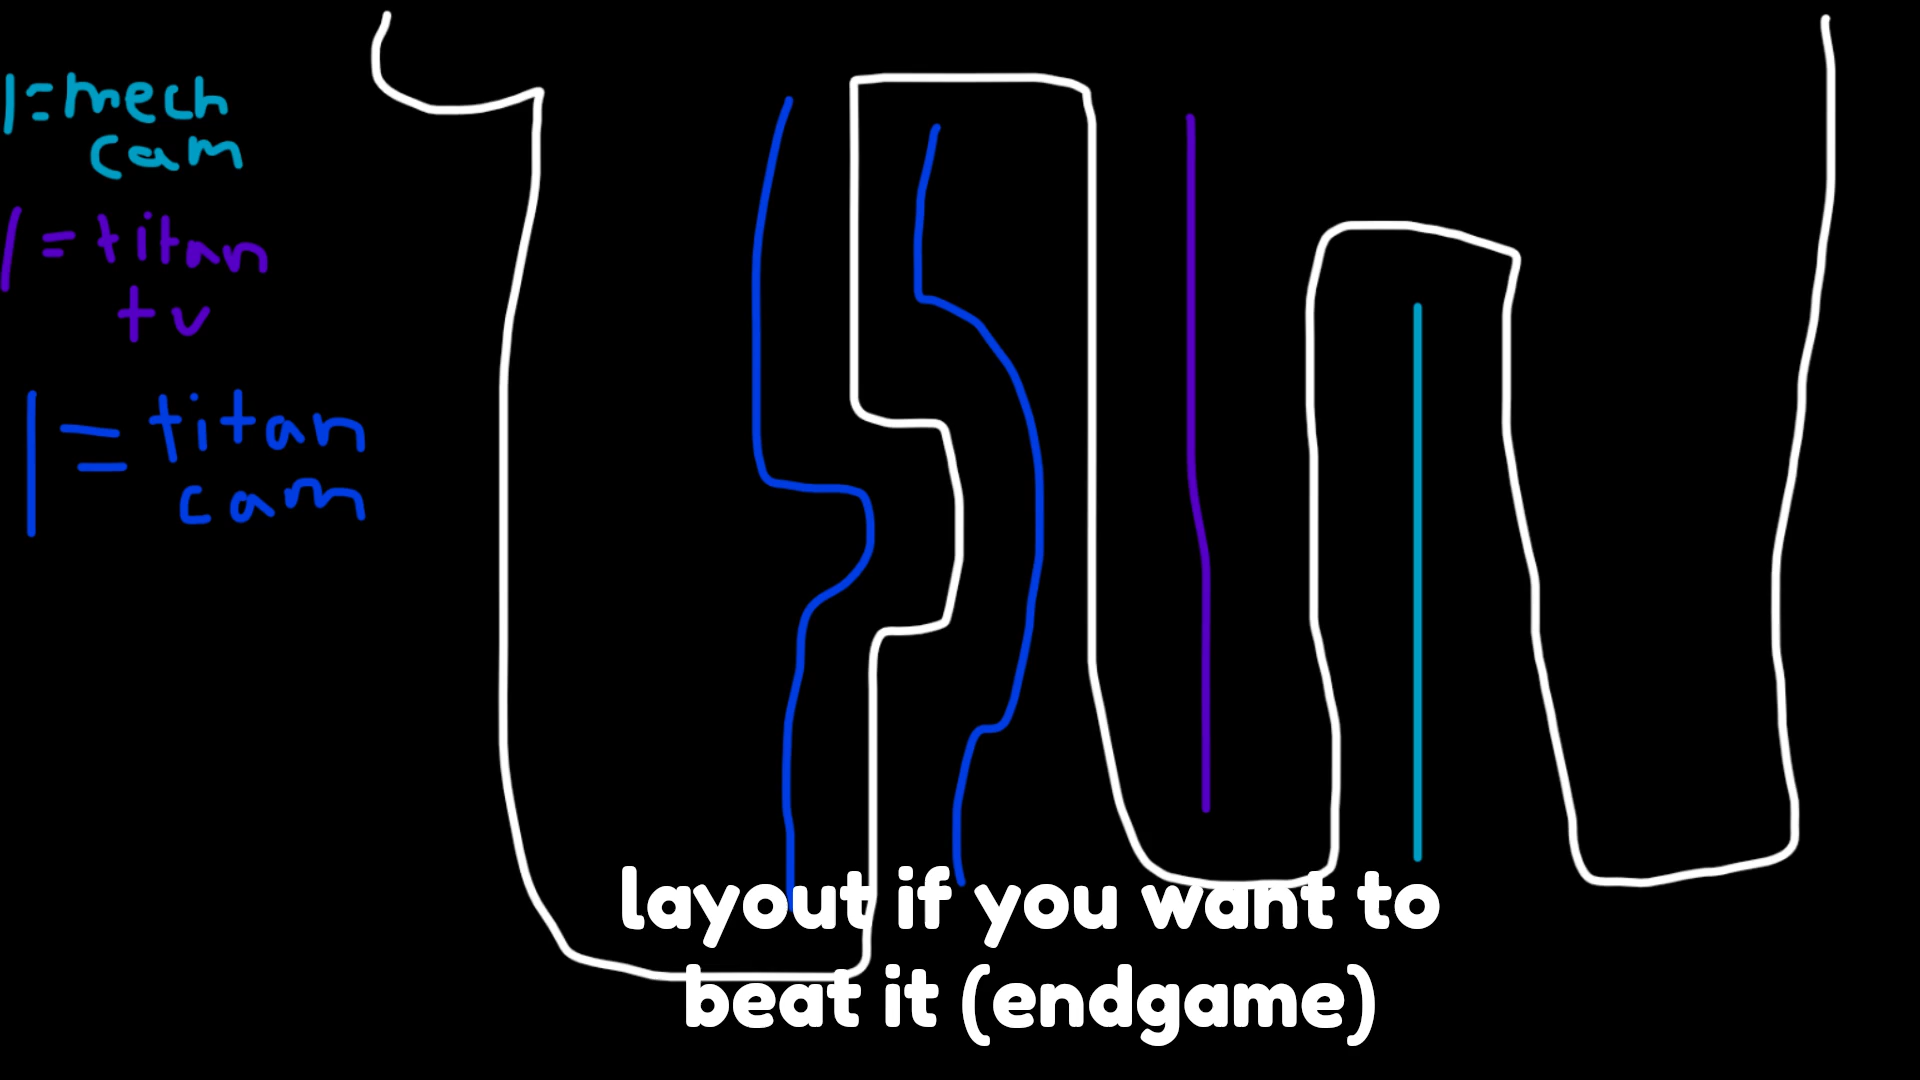 |=mech
cam
|=titan
tv
|=titan
cam
layout if you want to
beat it (endgame)